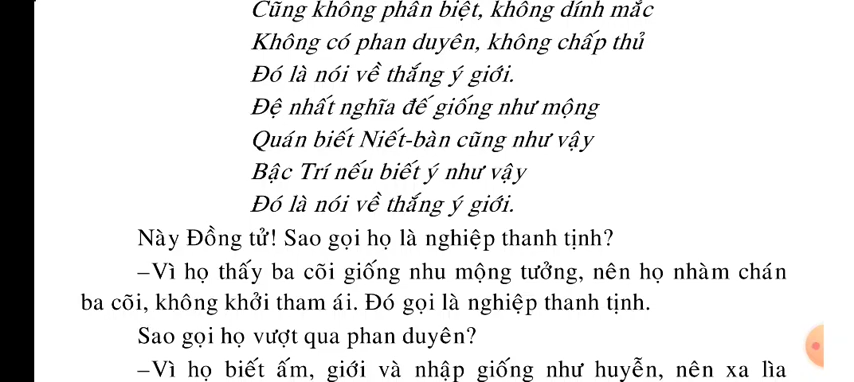 Cũng không phân biệt, không dính mắc
Không có phan duyên, không chấp thủ
Đó là nói về thắng ý giới.
Đệ nhất nghĩa đế giống như mộng
Quán biết Niết-bàn cũng như vậy
Bậc Trí nếu biết ý như vậy
Đó là nói về thắng ý giới.
Này Đồng tử! Sao gọi họ là nghiệp thanh tịnh?
–Vì họ thấy ba cõi giống nhu mộng tưởng, nên họ nhàm chán
ba cõi, không khởi tham ái. Đó gọi là nghiệp thanh tịnh.
Sao gọi họ vượt qua phan duyên?
–Vì họ biết ấm, giới và nhập giống như huyễn, nên xa lìa